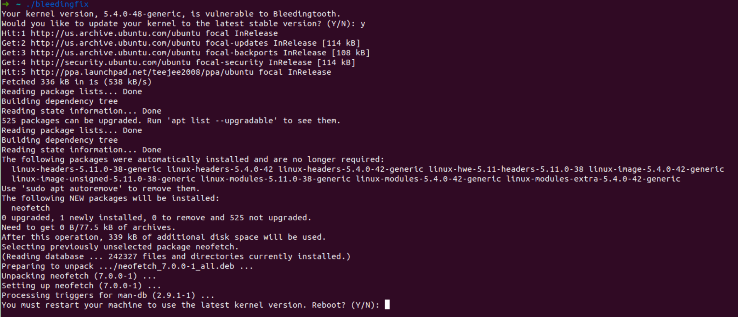 ➜ ~ ./bleedingfix
Your kernel version, 5.4.0-48-generic, is vulnerable to Bleedingtooth.
Would you like to update your kernel to the latest stable version? (Y/N): y
Hit:1 http://us.archive.ubuntu.com/ubuntu focal InRelease
Get:2 http://us.archive.ubuntu.com/ubuntu focal-updates InRelease [114 kB]
Get:3 http://us.archive.ubuntu.com/ubuntu focal-backports InRelease [108 kB]
Get:4 http://security.ubuntu.com/ubuntu focal-security InRelease [114 kB]
Hit:5 http://ppa.launchpad.net/teejee2008/ppa/ubuntu focal InRelease
Fetched 336 kB in 1s (538 kB/s)
Reading package lists... Done
Building dependency tree
Reading state information... Done
525 packages can be upgraded. Run 'apt list --upgradable' to see them.
Reading package lists... Done
Building dependency tree
Reading state information... Done
The following packages were automatically installed and are no longer required:
linux-headers-5.11.0-38-generic linux-headers-5.4.0-42 linux-headers-5.4.0-42-generic linux-hwe-5.11-headers-5.11.0-38 linux-image-5.4.0-42-generic
linux-image-unsigned-5.11.0-38-generic linux-modules-5.11.0-38-generic linux-modules-5.4.0-42-generic linux-modules-extra-5.4.0-42-generic
Use 'sudo apt autoremove' to remove them.
The following NEW packages will be installed:
neofetch
0 upgraded, 1 newly installed, 0 to remove and 525 not upgraded.
Need to get 0 B/77.5 kB of archives.
After this operation, 339 kB of additional disk space will be used.
Selecting previously unselected package neofetch.
(Reading database ... 242327 files and directories currently installed.)
Preparing to unpack .../neofetch_7.0.0-1_all.deb ...
Unpacking neofetch (7.0.0-1) ...
Setting up neofetch (7.0.0-1) ...
Processing triggers for man-db (2.9.1-1) ...
You must restart your machine to use the latest kernel version. Reboot? (Y/N):